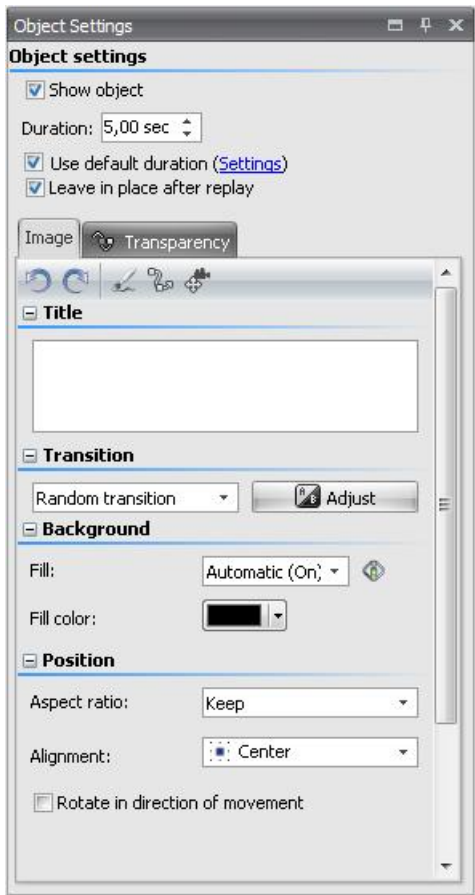 Object Settings
Object settings
Show object
Duration: 5,00 sec
Use default duration (Settings)
Leave in place after replay
Image Transparency
Title
Transition
Random transition Adjust
Background
Fill: Automatic (On)
Fill color:
Position
Aspect ratio: Keep
Alignment: Center
Rotate in direction of movement